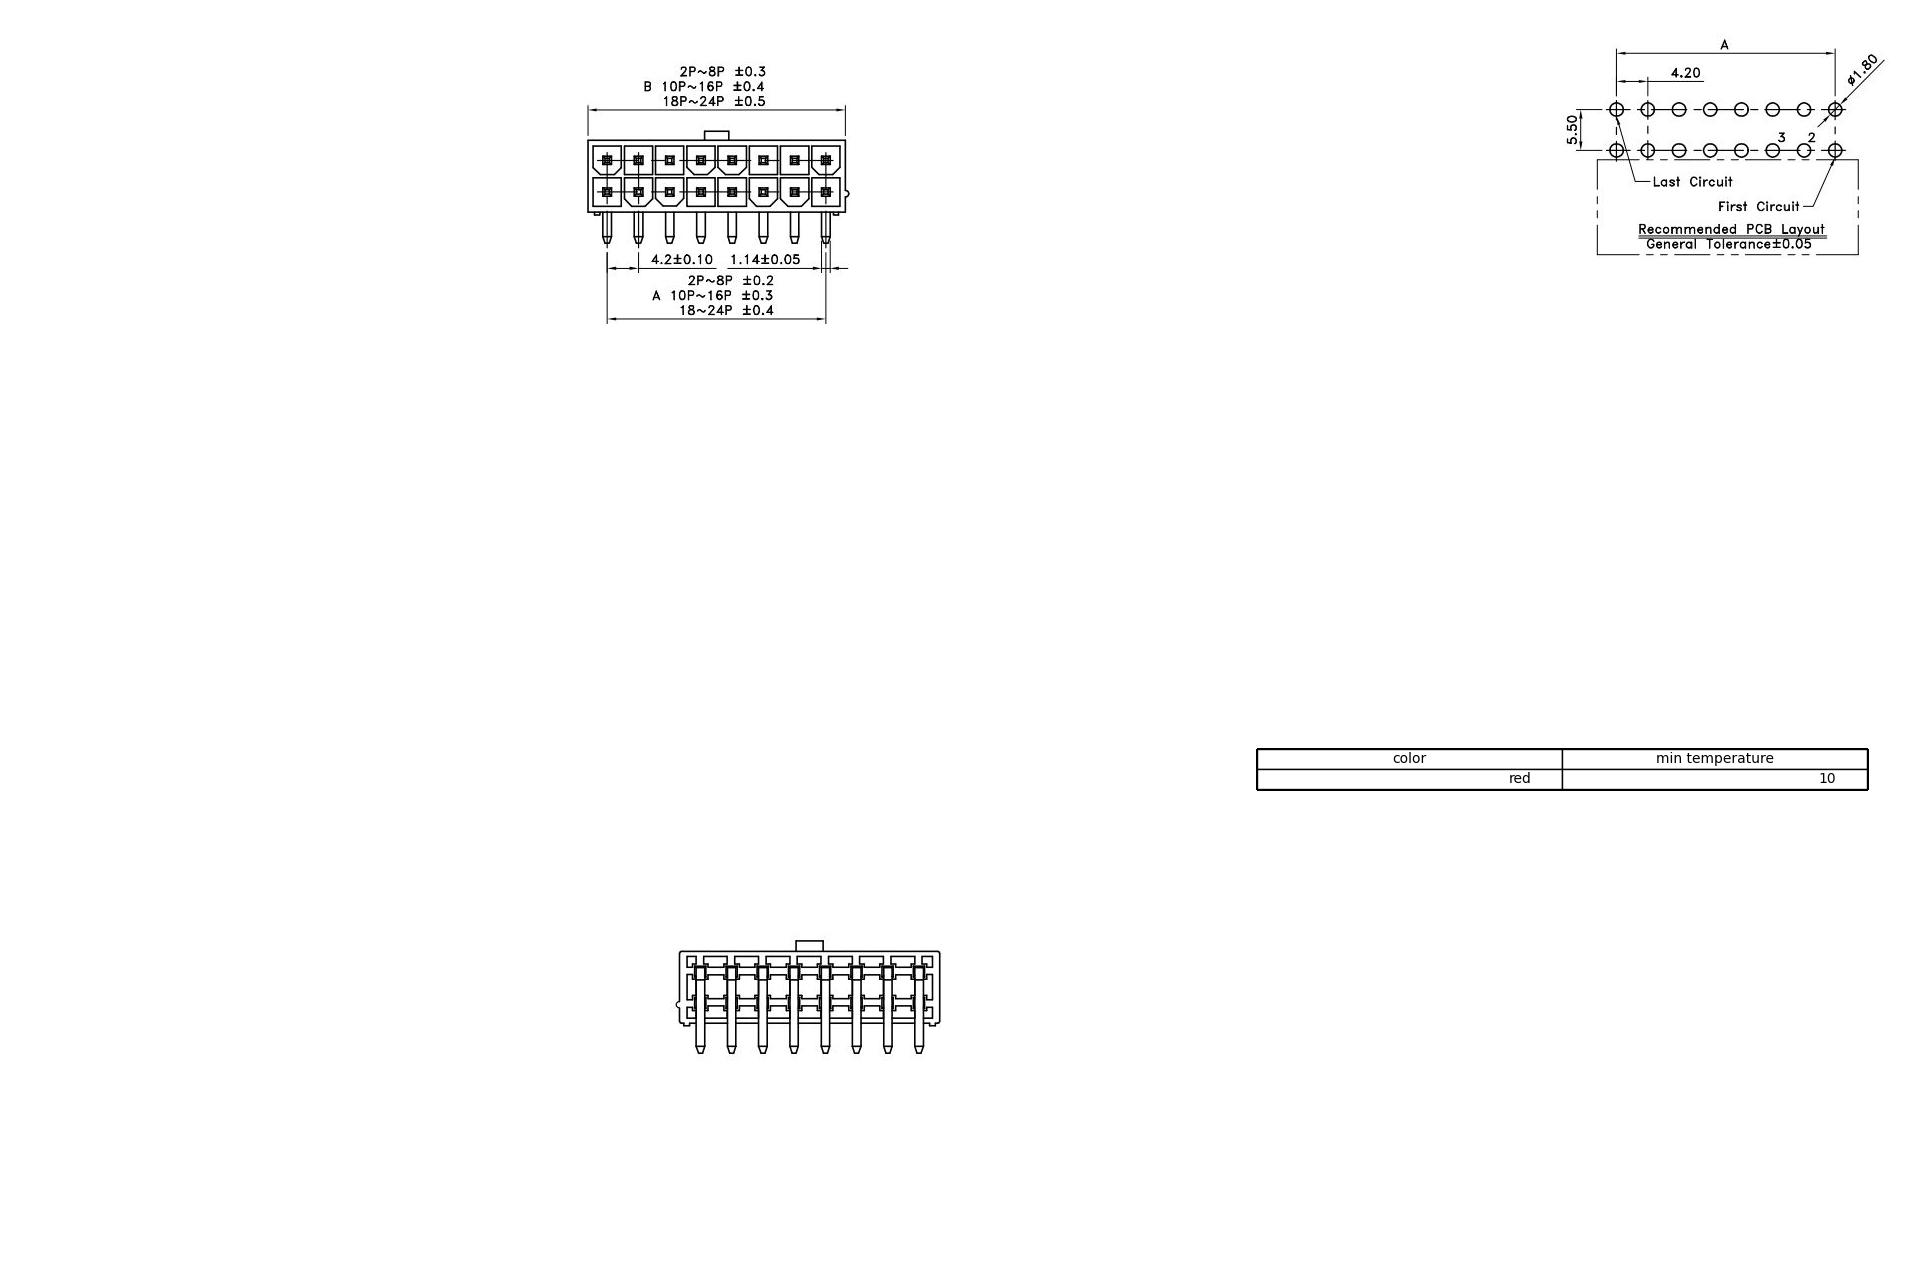 2P~8P ±0.3
B 10P~16P ±0.4
18P~24P ±0.5
4.2±0.10 1.14±0.05
2P~8P ±0.2
A 10P~16P ±0.3
18~24P ±0.4
A
4.20
ø1.80
5.50
3 2
Last Circuit
First Circuit
Recommended PCB Layout
General Tolerance±0.05
color min temperature
red 10